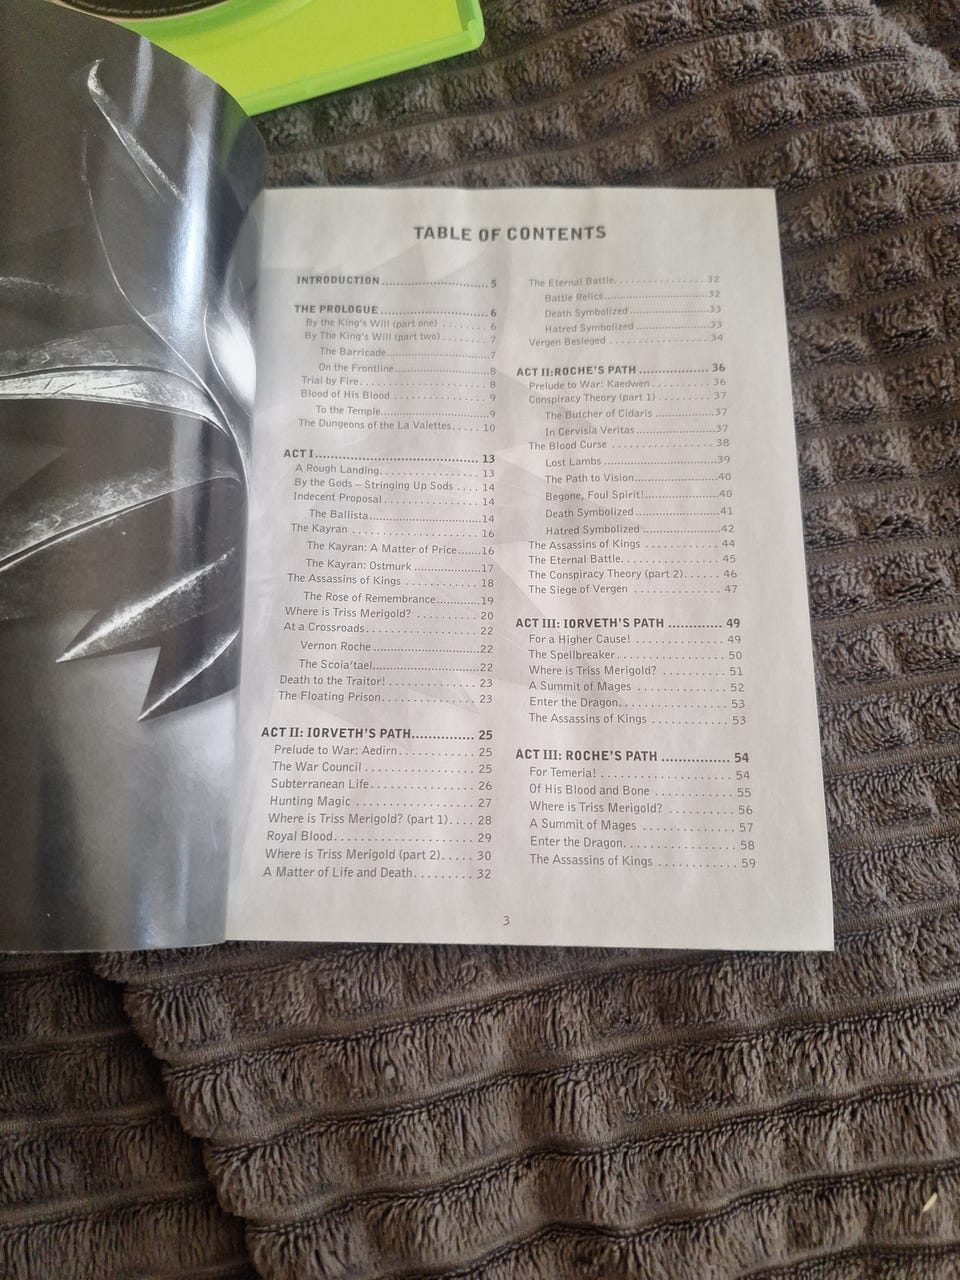 TABLE OF CONTENTS
INTRODUCTION .............................. 5
THE PROLOGUE .............................. 6
By the King's Will (part one) ........ 6
By The King's Will (part two) ........ 7
The Barricade .............................. 7
On the Frontline .............................. 8
Trial by Fire .................... 8
Blood of His Blood ............... 9
To the Temple .............................. 9
The Dungeons of the La Valettes ..... 10
ACT I .............................. 13
A Rough Landing ................ 13
By the Gods – Stringing Up Sods .... 14
Indecent Proposal ............... 14
The Ballista .............................. 14
The Kayran .................... 16
The Kayran: A Matter of Price ....... 16
The Kayran: Ostmurk .................. 17
The Assassins of Kings ............ 18
The Rose of Remembrance ............. 19
Where is Triss Merigold? ........... 20
At a Crossroads ................. 22
Vernon Roche .............................. 22
The Scoia'tael .............................. 22
Death to the Traitor! .............. 23
The Floating Prison ............... 23
ACT II: IORVETH'S PATH ............... 25
Prelude to War: Aedirn ............ 25
The War Council ................ 25
Subterranean Life ............... 26
Hunting Magic ................. 27
Where is Triss Merigold? (part 1) .... 28
Royal Blood .................... 29
Where is Triss Merigold (part 2) ..... 30
A Matter of Life and Death ......... 32
The Eternal Battle .............. 32
Battle Relics .............................. 32
Death Symbolized ....................... 33
Hatred Symbolized ...................... 33
Vergen Besieged ................ 34
ACT II:ROCHE'S PATH .................... 36
Prelude to War: Kaedwen .......... 36
Conspiracy Theory (part 1) ......... 37
The Butcher of Cidaris ................ 37
In Cervisia Veritas .................... 37
The Blood Curse ................ 38
Lost Lambs .............................. 39
The Path to Vision ..................... 40
Begone, Foul Spirit! ................... 40
Death Symbolized ....................... 41
Hatred Symbolized ...................... 42
The Assassins of Kings ............ 44
The Eternal Battle ............... 45
The Conspiracy Theory (part 2) ...... 46
The Siege of Vergen .............. 47
ACT III: IORVETH'S PATH .............. 49
For a Higher Cause! .............. 49
The Spellbreaker ................ 50
Where is Triss Merigold? ........... 51
A Summit of Mages .............. 52
Enter the Dragon ................ 53
The Assassins of Kings ............ 53
ACT III: ROCHE'S PATH ................. 54
For Temeria! ................... 54
Of His Blood and Bone ............ 55
Where is Triss Merigold? .......... 56
A Summit of Mages .............. 57
Enter the Dragon ................ 58
The Assassins of Kings ............ 59
3